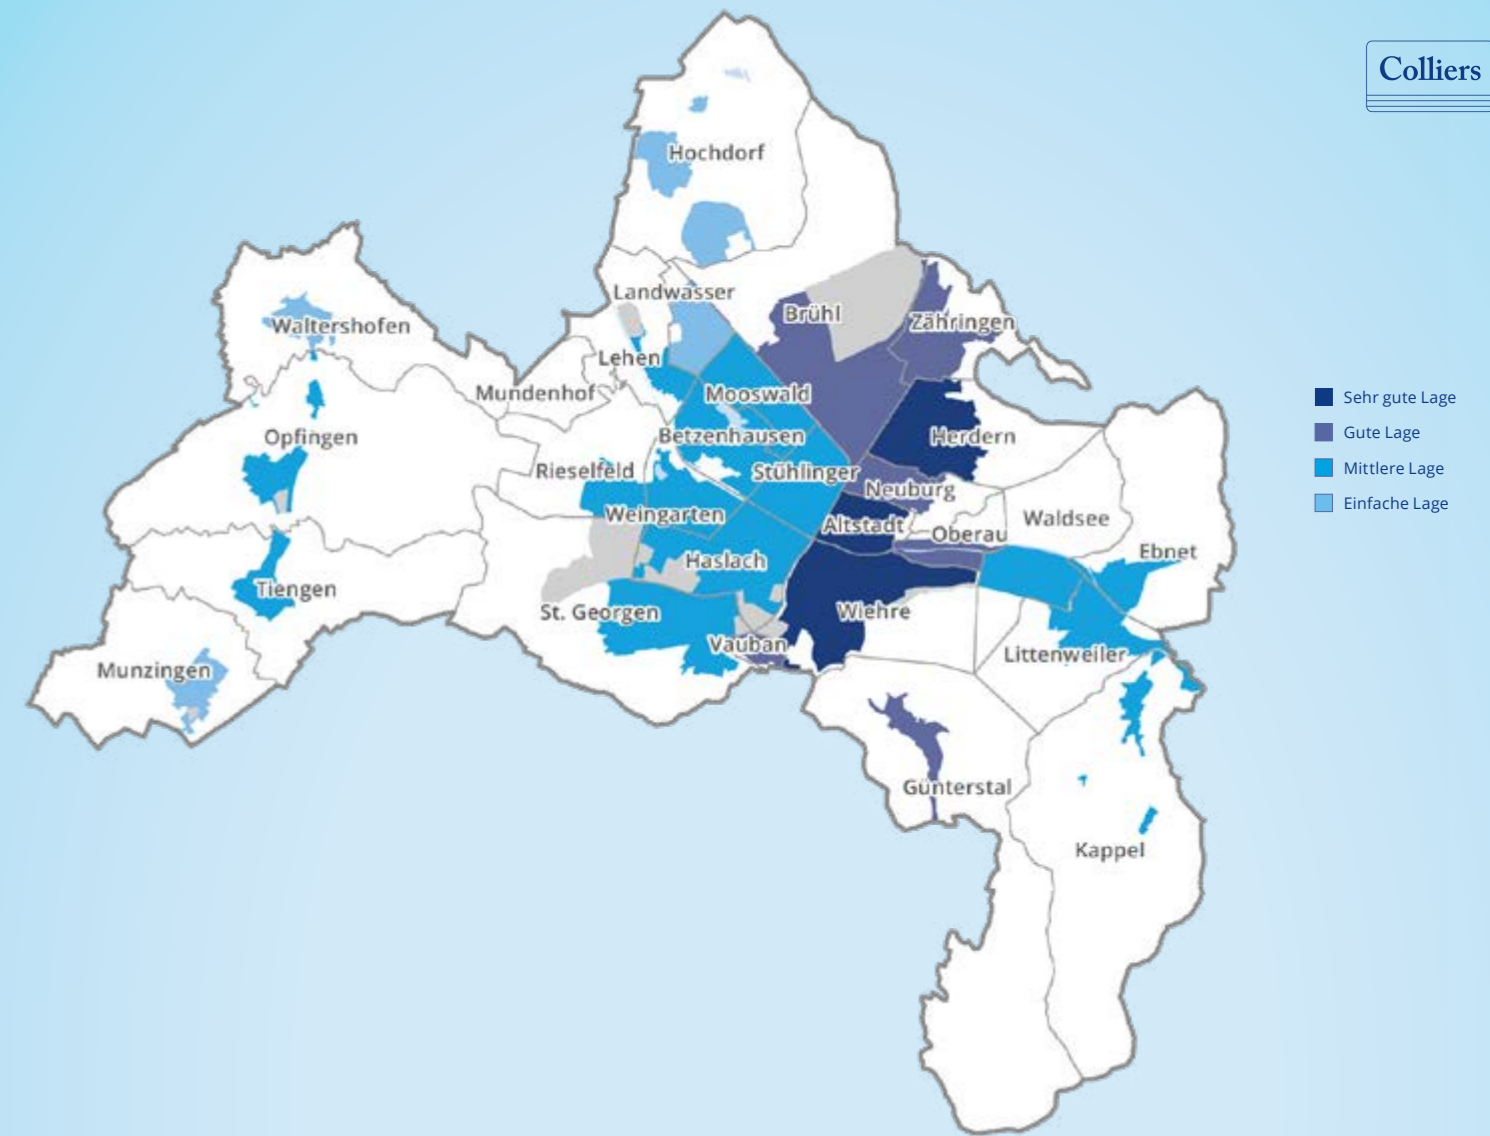 Colliers
Hochdorf
Landwasser
Brühl
Zähringen
Waltershofen
Lehen
Mundenhof
Mooswald
Sehr gute Lage
Gute Lage
Mittlere Lage
Einfache Lage
Opfingen
Betzenhausen
Herdern
Rieselfeld
Stühlinger
Neuburg
Weingarten
Altstadt
Oberau
Waldsee
Ebnet
Haslach
Tiengen
St. Georgen
Wiehre
Vauban
Littenweiler
Munzingen
Günterstal
Kappel